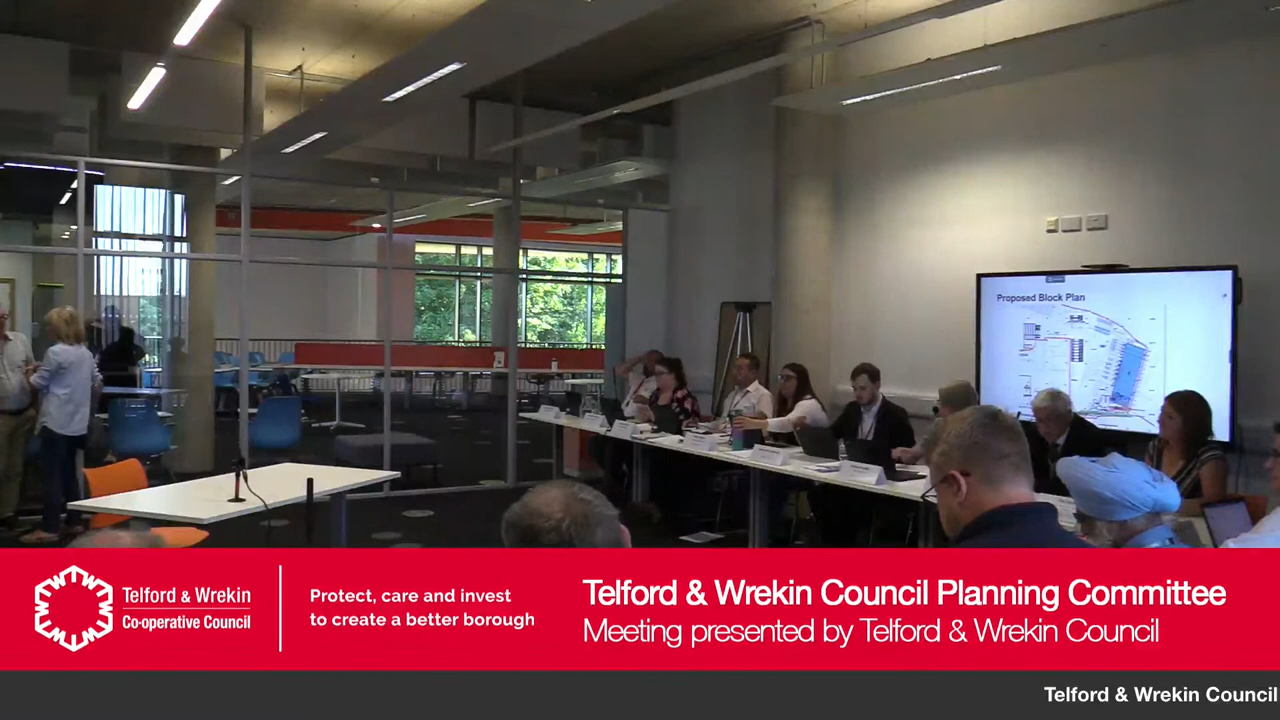 Proposed Block Plan
Telford & Wrekin
Co-operative Council
Protect, care and invest
to create a better borough
Telford & Wrekin Council Planning Committee
Meeting presented by Telford & Wrekin Council
Telford & Wrekin Council